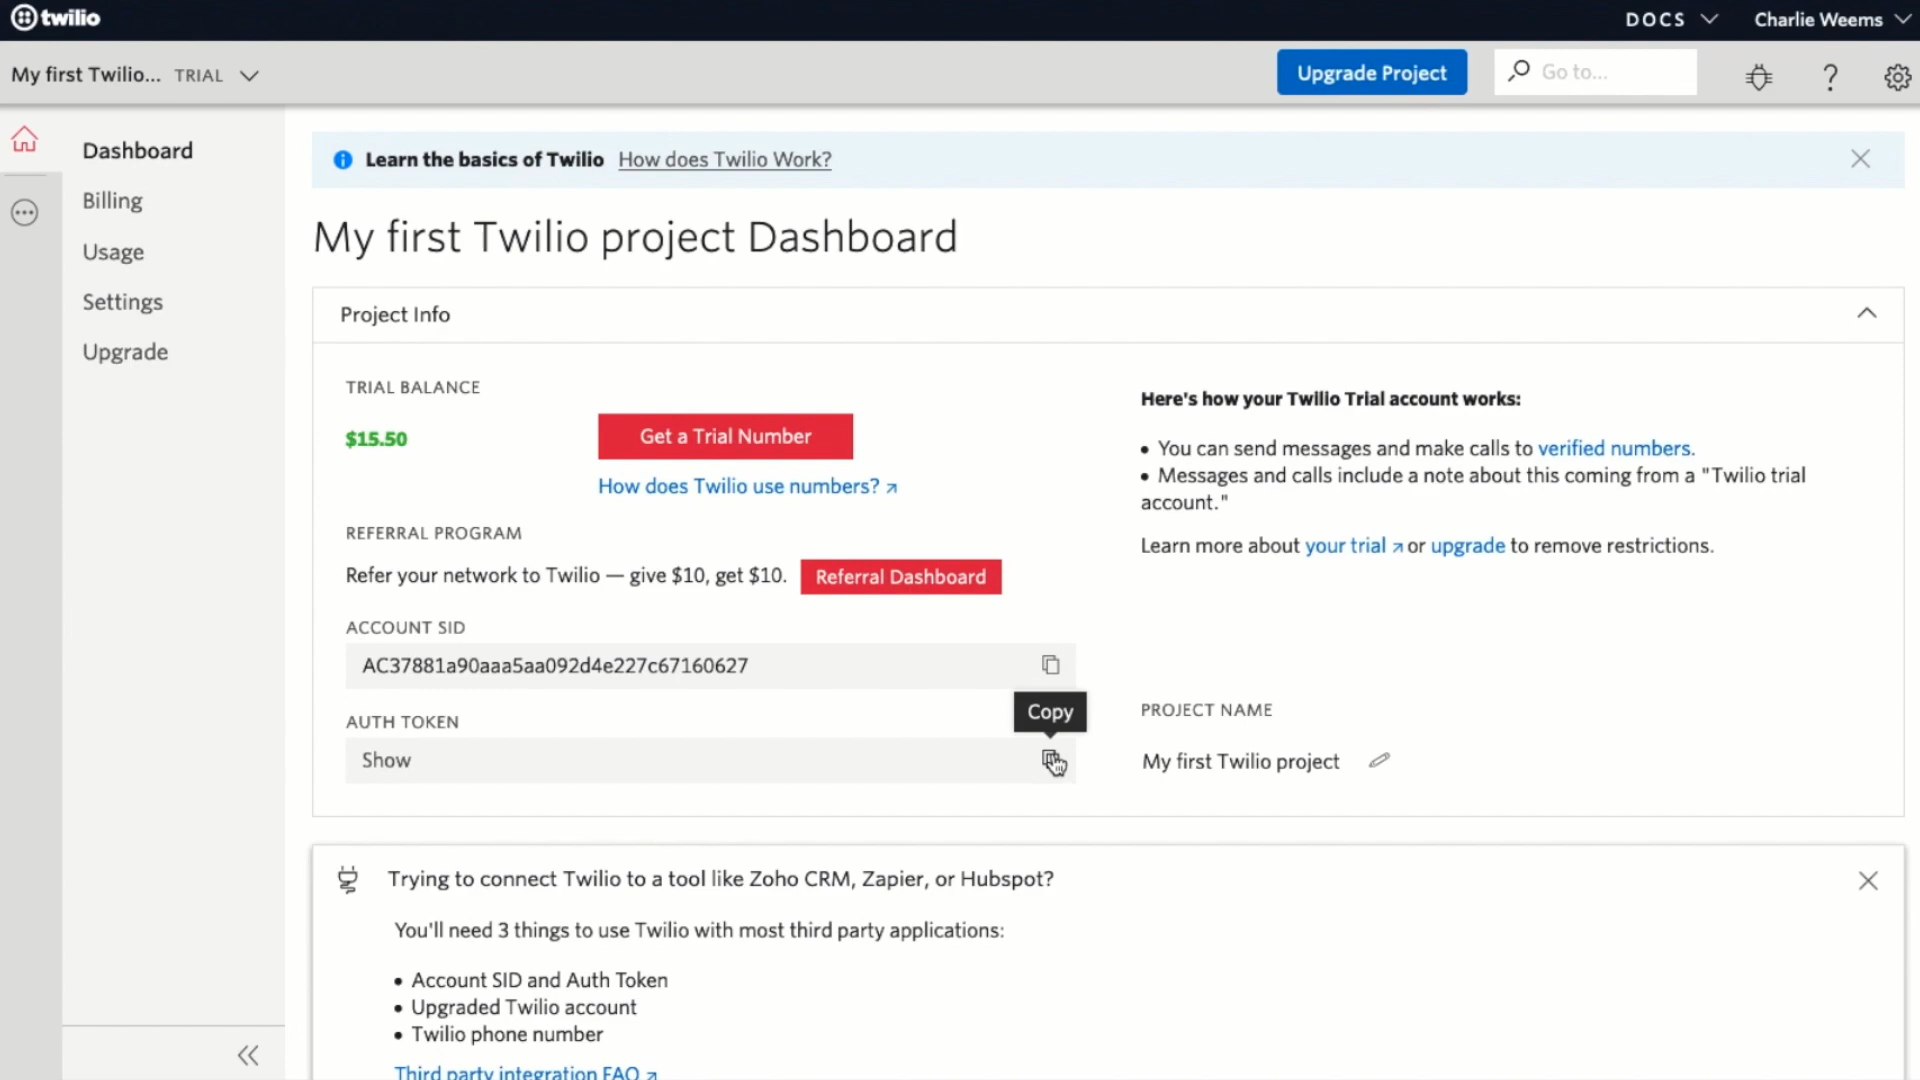 twilio
DOCS
Charlie Weems
My first Twilio... TRIAL
Upgrade Project
Go to...
Dashboard
Billing
Usage
Settings
Upgrade
Learn the basics of Twilio How does Twilio Work?
My first Twilio project Dashboard
Project Info
TRIAL BALANCE
$15.50
Get a Trial Number
How does Twilio use numbers?
REFERRAL PROGRAM
Refer your network to Twilio — give $10, get $10.
Referral Dashboard
ACCOUNT SID
AC37881a90aaa5aa092d4e227c67160627
AUTH TOKEN
Copy
Show
Here's how your Twilio Trial account works:
• You can send messages and make calls to verified numbers.
• Messages and calls include a note about this coming from a "Twilio trial
account."
Learn more about your trial or upgrade to remove restrictions.
PROJECT NAME
My first Twilio project
Trying to connect Twilio to a tool like Zoho CRM, Zapier, or Hubspot?
You'll need 3 things to use Twilio with most third party applications:
• Account SID and Auth Token
• Upgraded Twilio account
• Twilio phone number
Third party integration FAQ